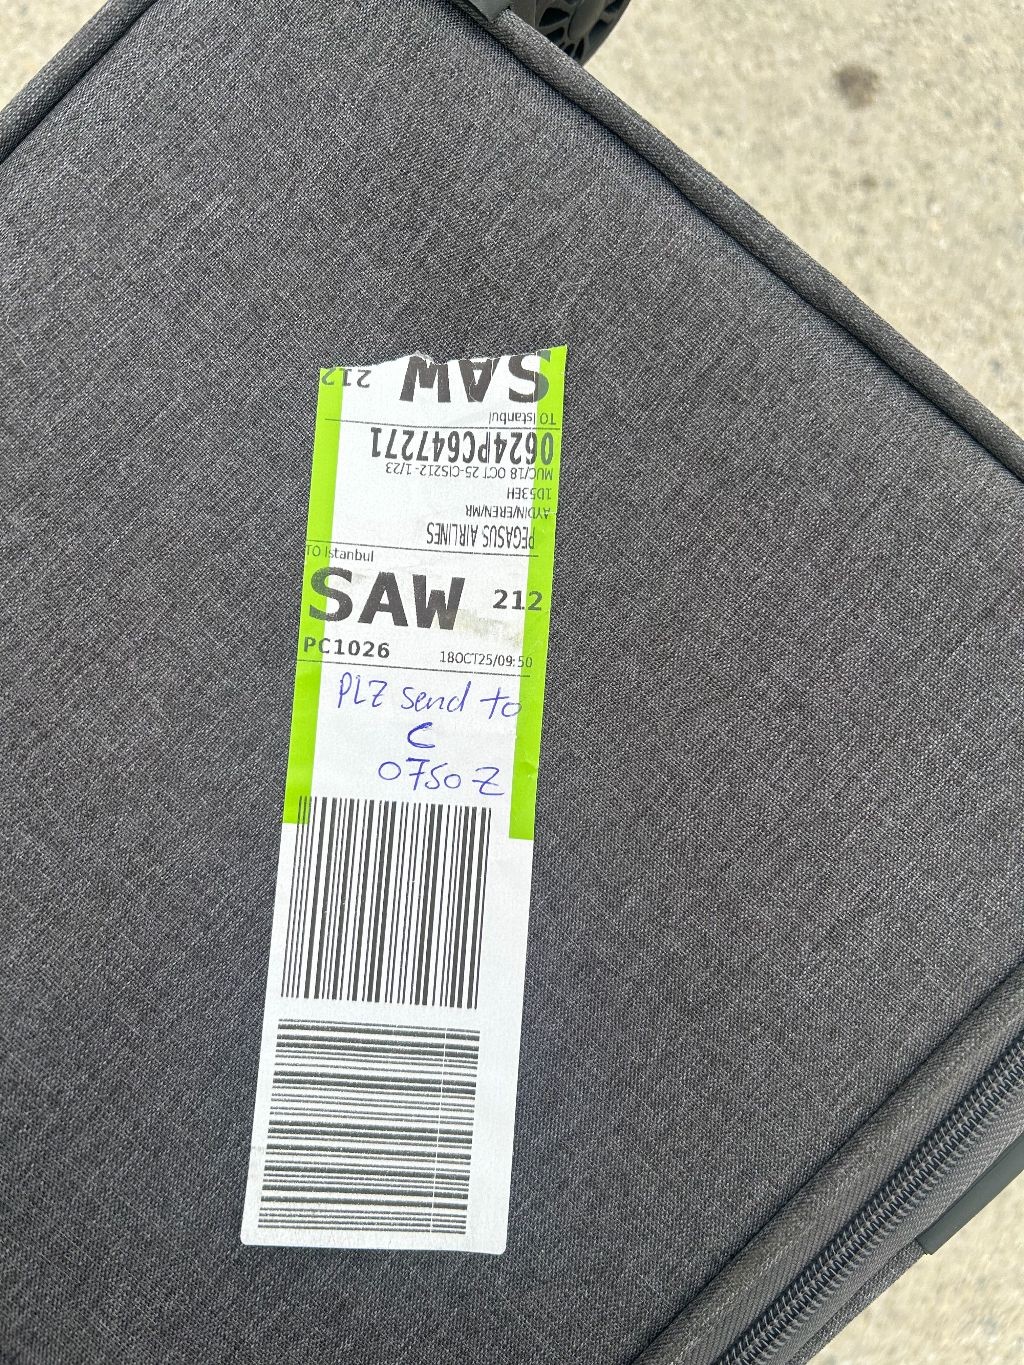 SAW 212
TO Istanbul
0624PC647271
MUC/18 OCT 25-CIS212- 1/23
1D53EH
AYDIN/EREN/MR
PEGASUS AIRLINES
TO Istanbul
SAW 212
PC1026 18OCT25/09:50
PLZ send to
C
0750 Z